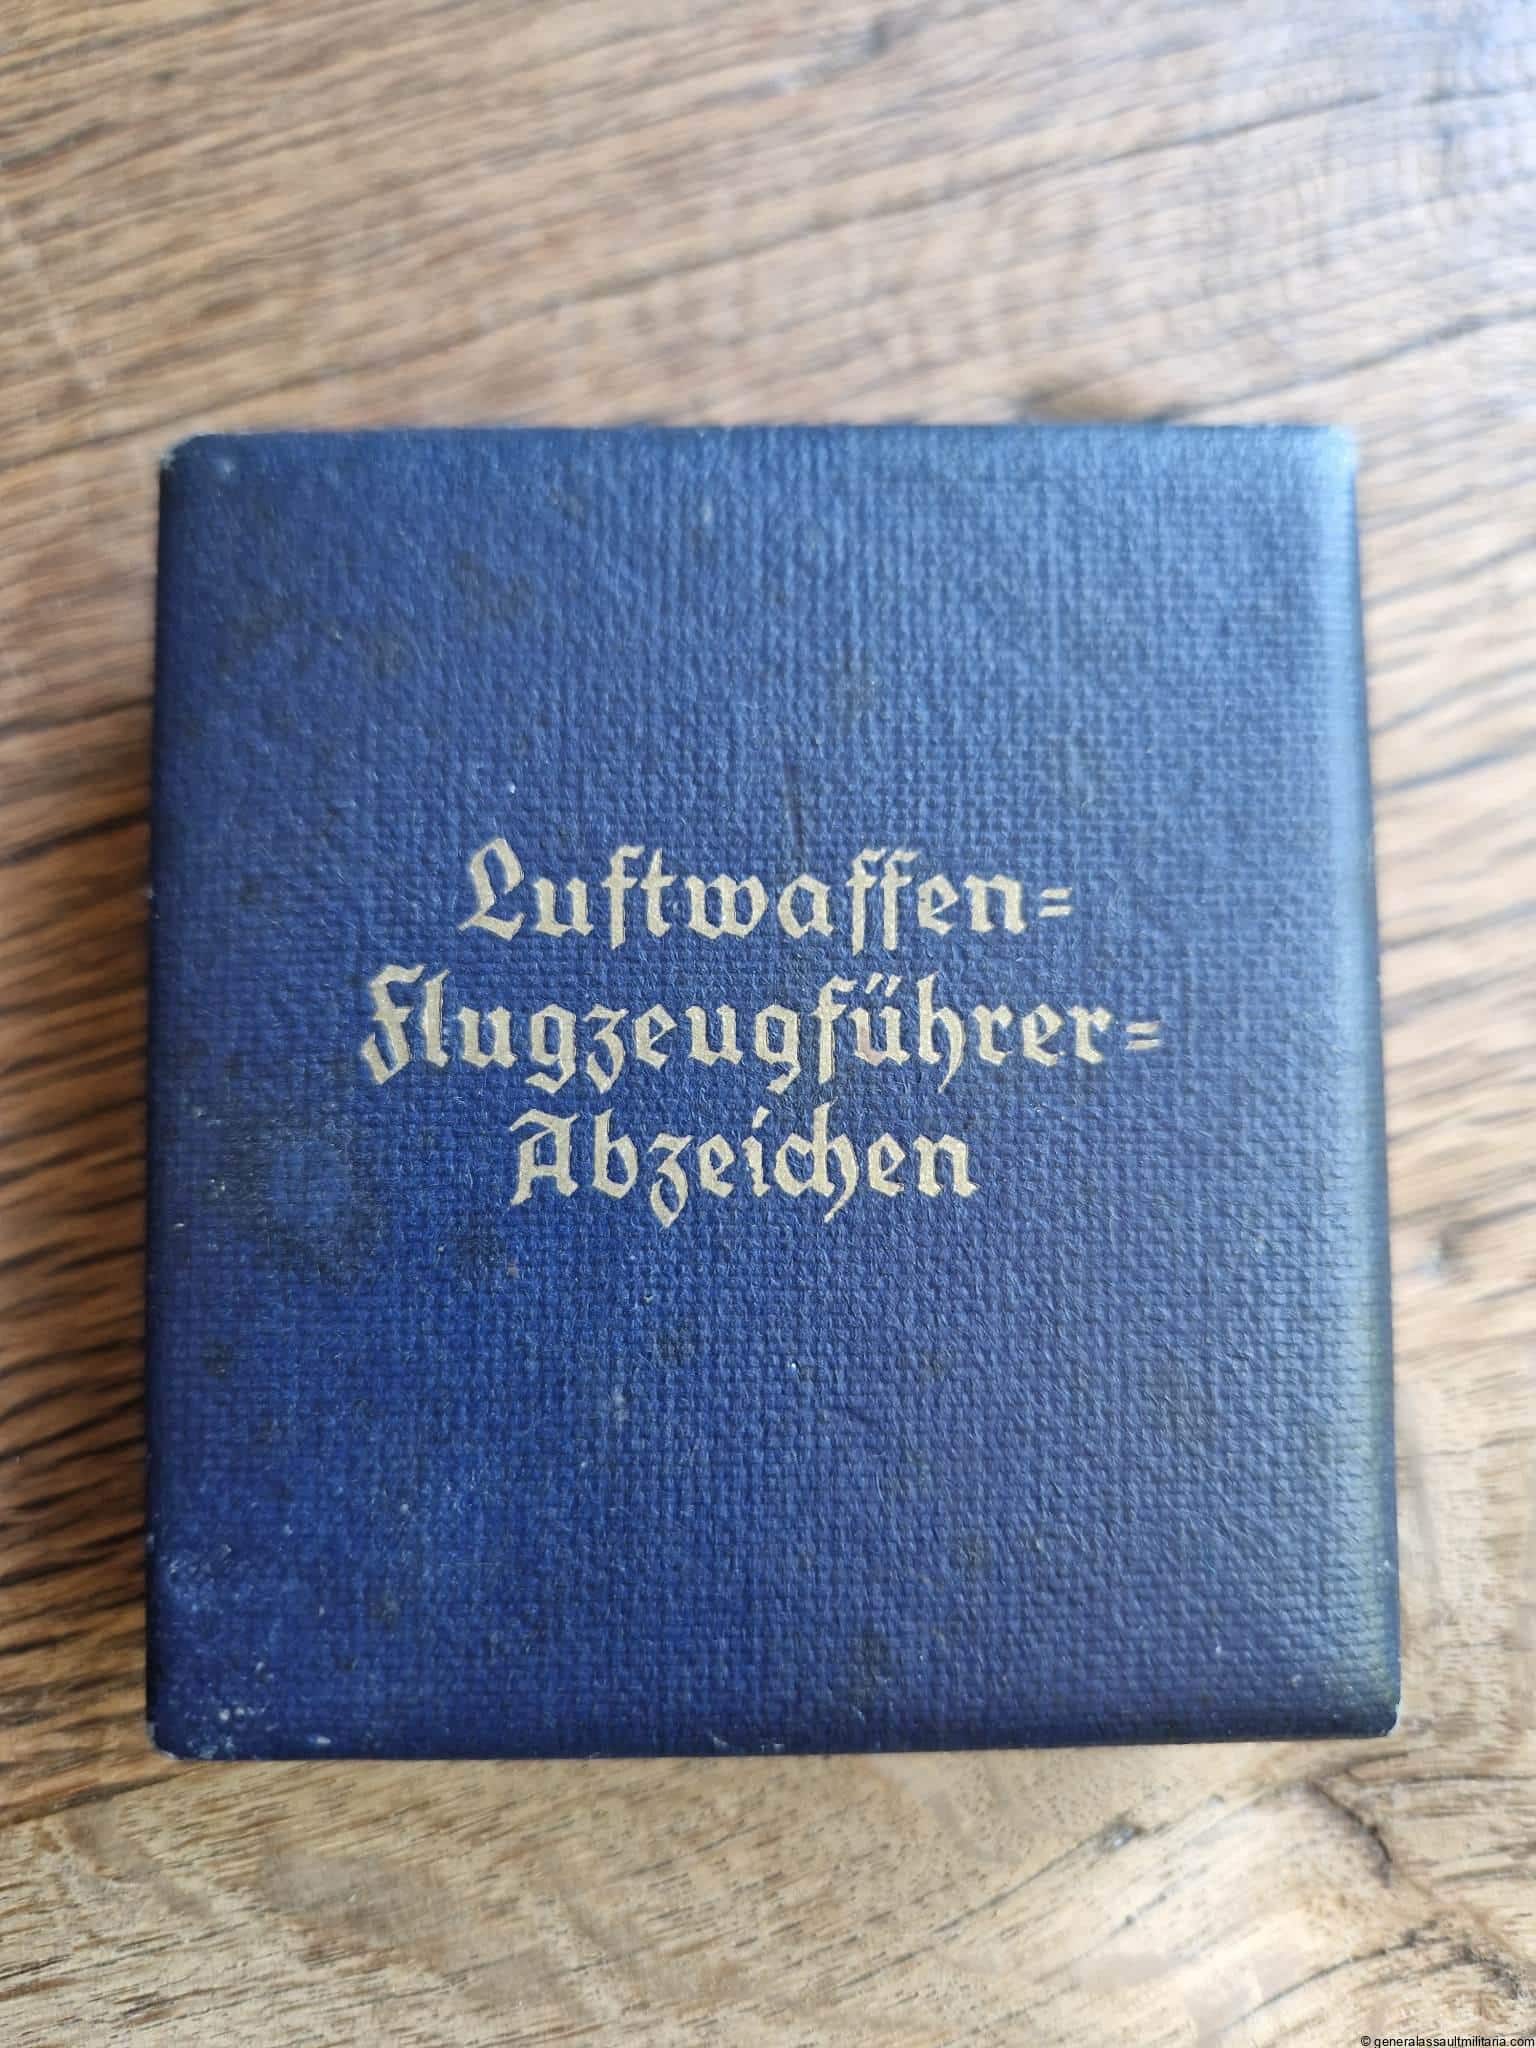 Luftwaffen=
Flugzeugführer=
Abzeichen
© generalassaultmilitaria.com